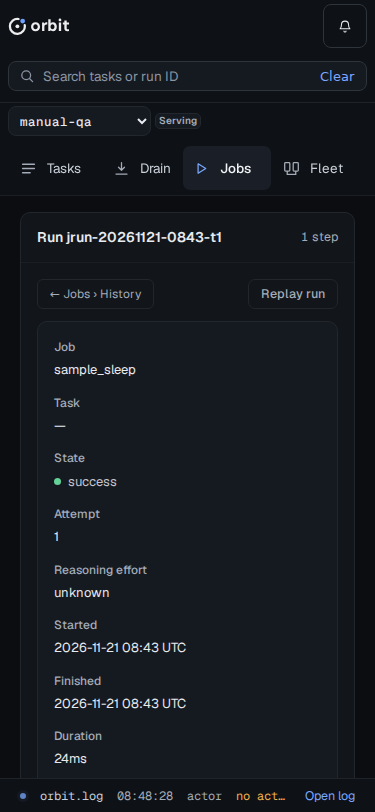 orbit
Search tasks or run ID Clear
manual-qa Serving
Tasks Drain Jobs Fleet
Run jrun-20261121-0843-t1 1 step
← Jobs › History Replay run
Job
sample_sleep
Task
—
State
success
Attempt
1
Reasoning effort
unknown
Started
2026-11-21 08:43 UTC
Finished
2026-11-21 08:43 UTC
Duration
24ms
orbit.log 08:48:28 actor no act… Open log